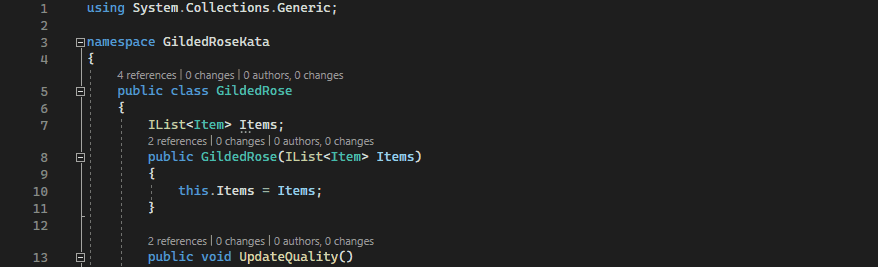 1 using System.Collections.Generic;
2
3 namespace GildedRoseKata
4 {
4 references | 0 changes | 0 authors, 0 changes
5 public class GildedRose
6 {
7 IList<Item> Items;
2 references | 0 changes | 0 authors, 0 changes
8 public GildedRose(IList<Item> Items)
9 {
10 this.Items = Items;
11 }
12
2 references | 0 changes | 0 authors, 0 changes
13 public void UpdateQuality()